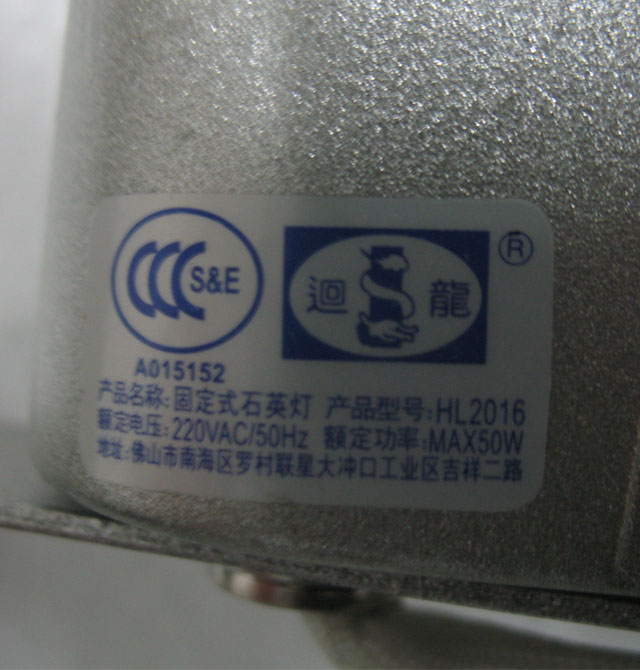 CCC S&E
迴龍 ®
A015152
产品名称:固定式石英灯 产品型号:HL2016
额定电压:220VAC/50Hz 额定功率:MAX50W
地址:佛山市南海区罗村联星大冲口工业区吉祥二路